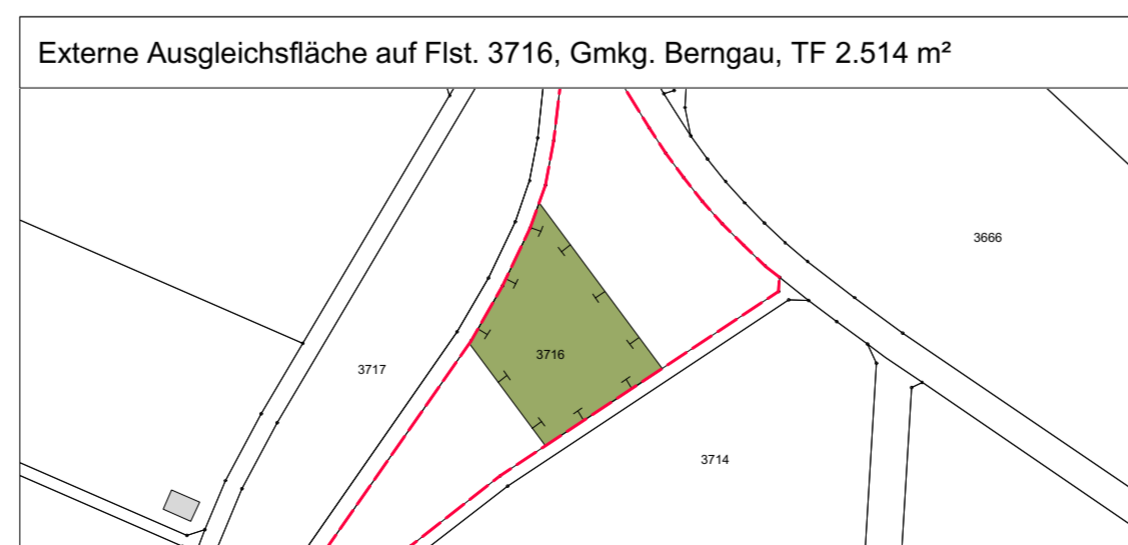 Externe Ausgleichsfläche auf Flst. 3716, Gmkg. Berngau, TF 2.514 m²
3666
3716
3717
3714